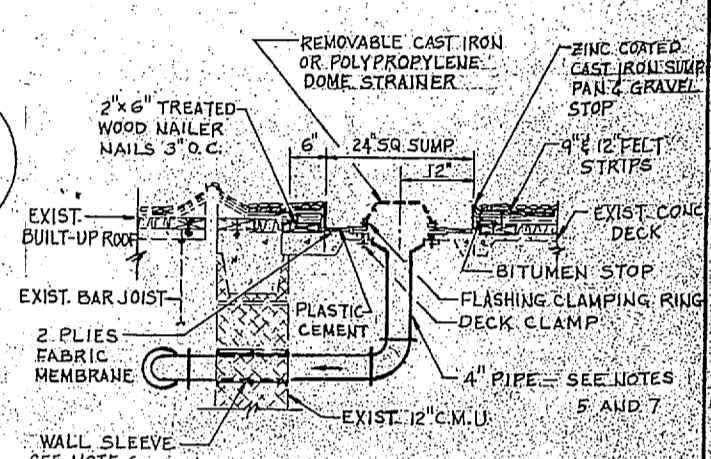 REMOVABLE CAST IRON
OR POLYPROPYLENE
DOME STRAINER
ZINC COATED
CAST IRON SUMP
PAN & GRAVEL
STOP
2"x6" TREATED
WOOD NAILER
NAILS 3" O.C.
6"
24" SQ. SUMP
12"
9" & 12" FELT
STRIPS
EXIST.
BUILT-UP ROOF
EXIST CONC
DECK
BITUMEN STOP
EXIST. BAR JOIST
PLASTIC
CEMENT
FLASHING CLAMPING RING
DECK CLAMP
2 PLIES
FABRIC
MEMBRANE
4" PIPE — SEE NOTES
5 AND 7
EXIST 12" C.M.U
WALL SLEEVE
SEE NOTE